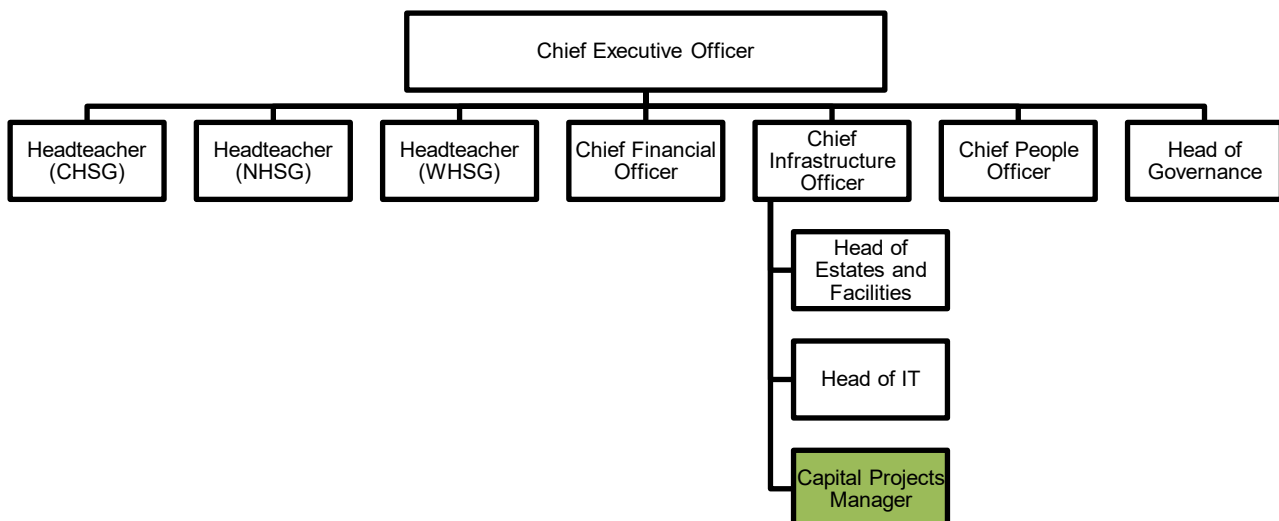 Chief Executive Officer
Headteacher
(CHSG)
Headteacher
(NHSG)
Headteacher
(WHSG)
Chief Financial
Officer
Chief
Infrastructure
Officer
Chief People
Officer
Head of
Governance
Head of
Estates and
Facilities
Head of IT
Capital Projects
Manager